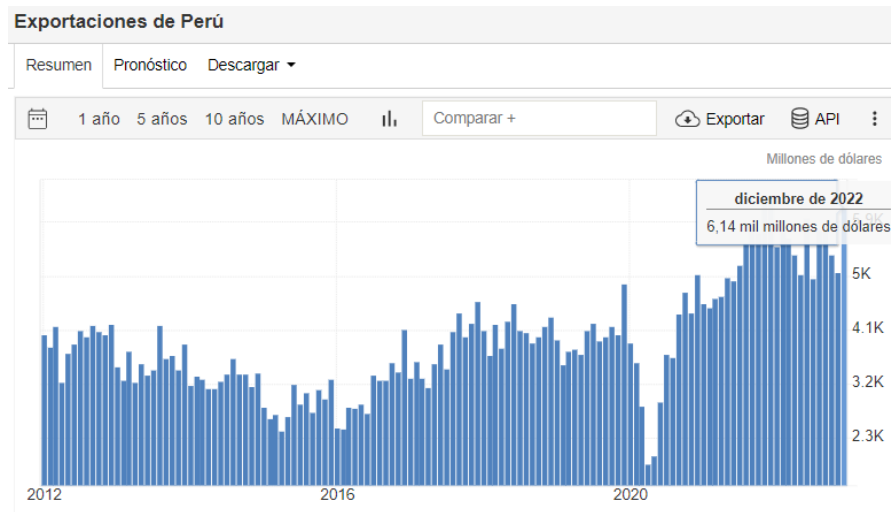 Exportaciones de Perú
Resumen Pronóstico Descargar
1 año 5 años 10 años MÁXIMO Comparar + Exportar API
Millones de dólares
diciembre de 2022
6,14 mil millones de dólares
5.9K
5K
4.1K
3.2K
2.3K
2012 2016 2020